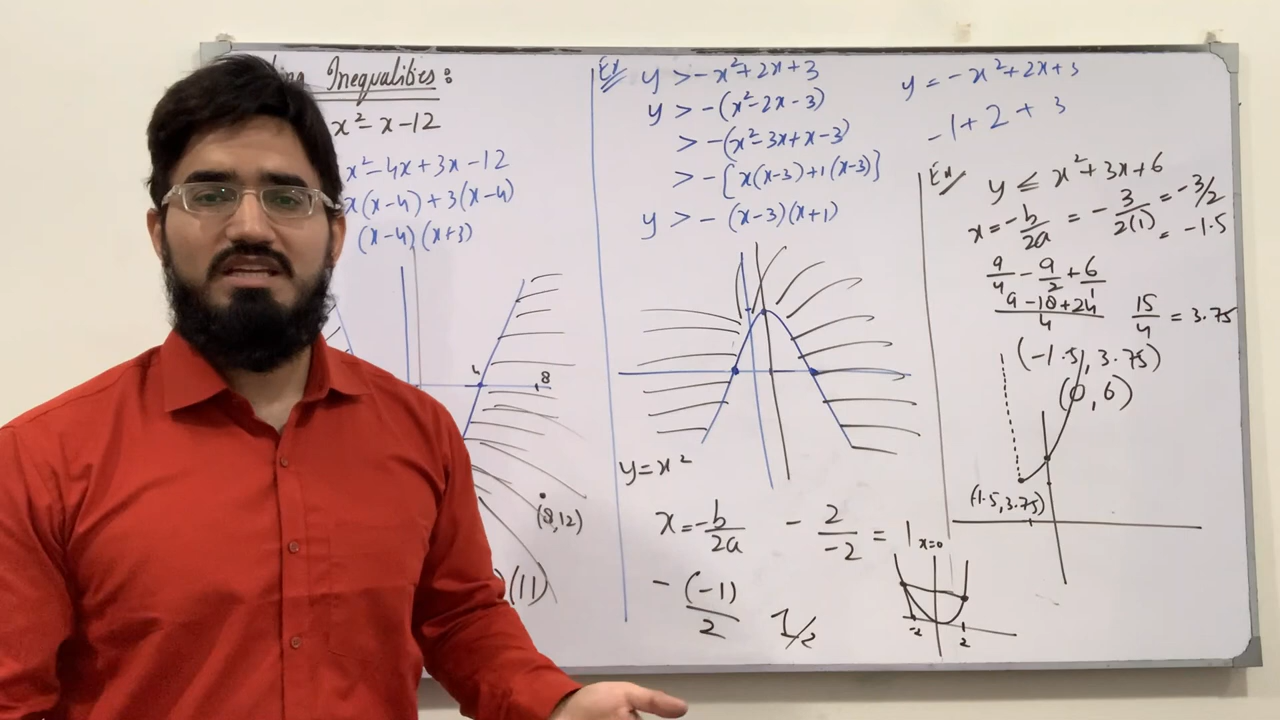 Inequalities:
x²-x-12
x²-4x+3x-12
x(x-4)+3(x-4)
(x-4)(x+3)
4
8
(8,12)
(11)
Ex
y > -x²+2x+3
y > -(x²-2x-3)
> -(x²-3x+x-3)
> -[x(x-3)+1(x-3)]
y > -(x-3)(x+1)
y=x²
x=-b/2a
-2/-2 = 1
-(-1)/2
1/2
y=-x²+2x+3
-1+2+3
Ex
y ≤ x²+3x+6
x=-b/2a = -3/2(1) = -3/2
= -1.5
9/4 - 9/2 + 6/1
9-18+24/4
15/4 = 3.75
(-1.5, 3.75)
(0,6)
(-1.5,3.75)
x=0
-2
2